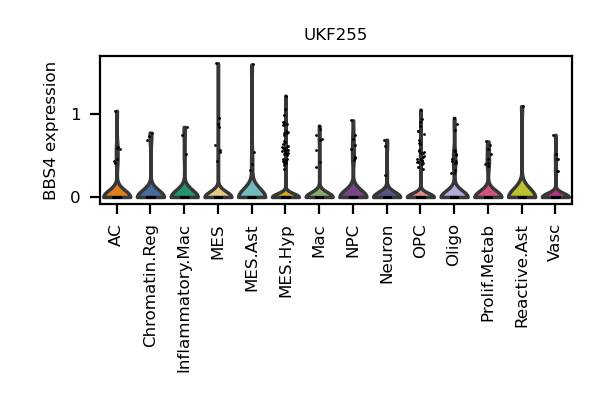 UKF255
BBS4 expression
1
0
AC
Chromatin.Reg
Inflammatory.Mac
MES
MES.Ast
MES.Hyp
Mac
NPC
Neuron
OPC
Oligo
Prolif.Metab
Reactive.Ast
Vasc